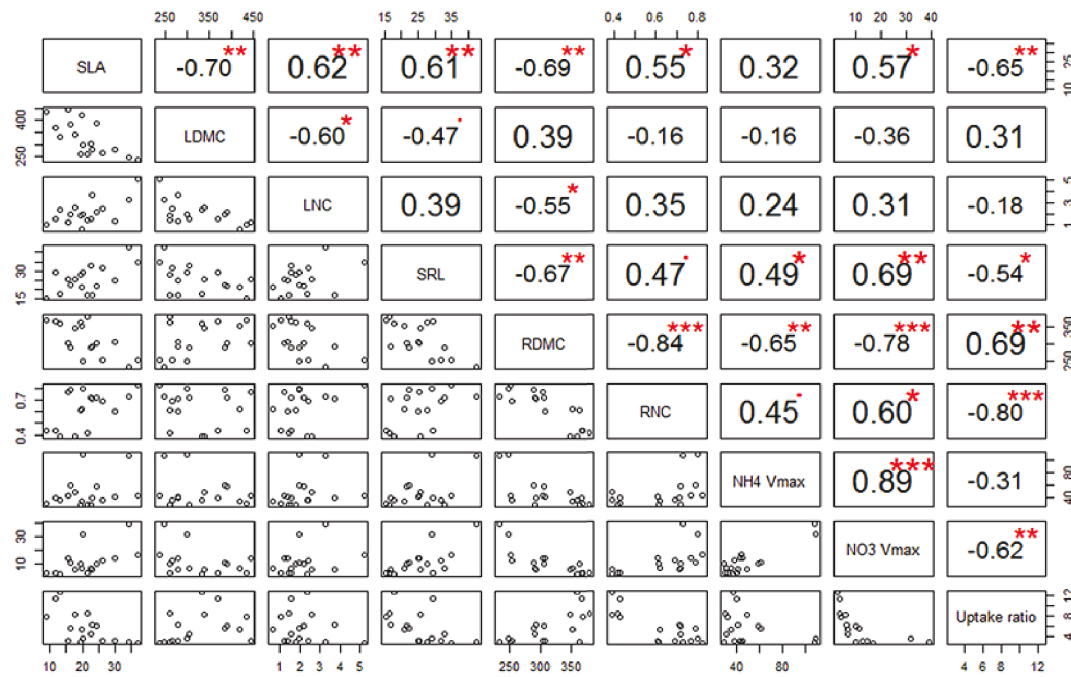 250 350 450 15 25 35 0.4 0.6 0.8 10 20 30 40
SLA -0.70** 0.62** 0.61** -0.69** 0.55* 0.32 0.57* -0.65** 10 25
250 400 LDMC -0.60* -0.47. 0.39 -0.16 -0.16 -0.36 0.31
LNC 0.39 -0.55* 0.35 0.24 0.31 -0.18 1 3 5
15 30 SRL -0.67** 0.47. 0.49* 0.69** -0.54*
RDMC -0.84*** -0.65** -0.78*** 0.69** 250 350
0.4 0.7 RNC 0.45. 0.60* -0.80***
NH4 Vmax 0.89*** -0.31 40 80
10 30 NO3 Vmax -0.62**
Uptake ratio 4 8 12
10 20 30 1 2 3 4 5 250 300 350 40 80 4 6 8 12